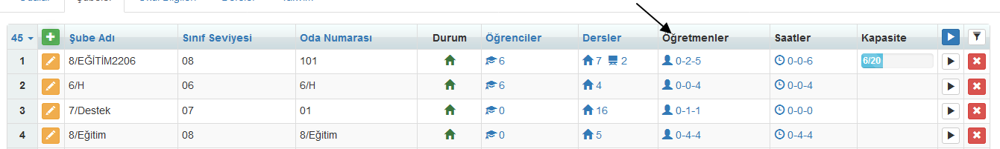 45 Şube Adı Sınıf Seviyesi Oda Numarası Durum Öğrenciler Dersler Öğretmenler Saatler Kapasite
1 8/EĞİTİM2206 08 101 6 7 2 0-2-5 0-0-6 6/20
2 6/H 06 6/H 6 4 0-0-4 0-0-4
3 7/Destek 07 01 0 16 0-1-1 0-0-0
4 8/Eğitim 08 8/Eğitim 0 5 0-4-4 0-4-4